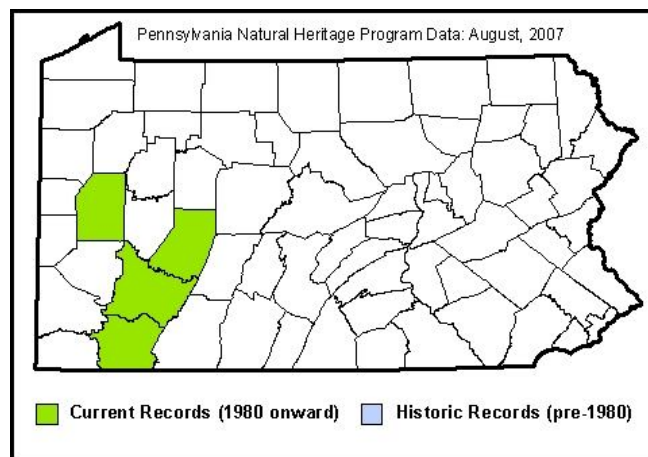 Pennsylvania Natural Heritage Program Data: August, 2007
Current Records (1980 onward)
Historic Records (pre-1980)